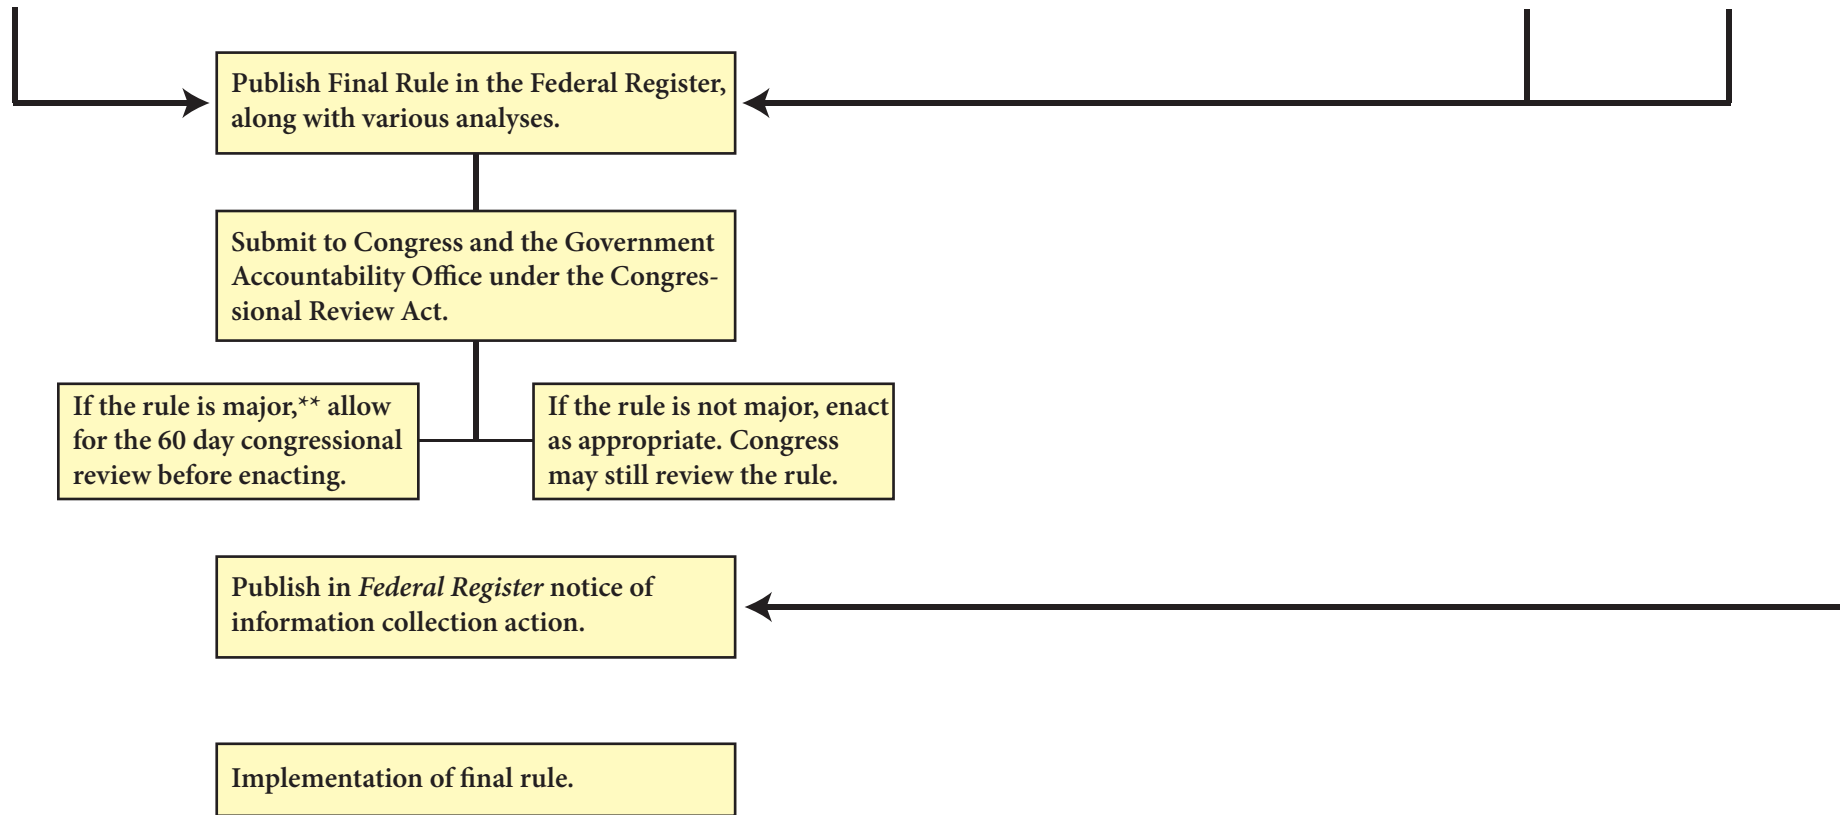 Publish Final Rule in the Federal Register,
along with various analyses.
Submit to Congress and the Government
Accountability Office under the Congres-
sional Review Act.
If the rule is major,** allow
for the 60 day congressional
review before enacting.
If the rule is not major, enact
as appropriate. Congress
may still review the rule.
Publish in Federal Register notice of
information collection action.
Implementation of final rule.